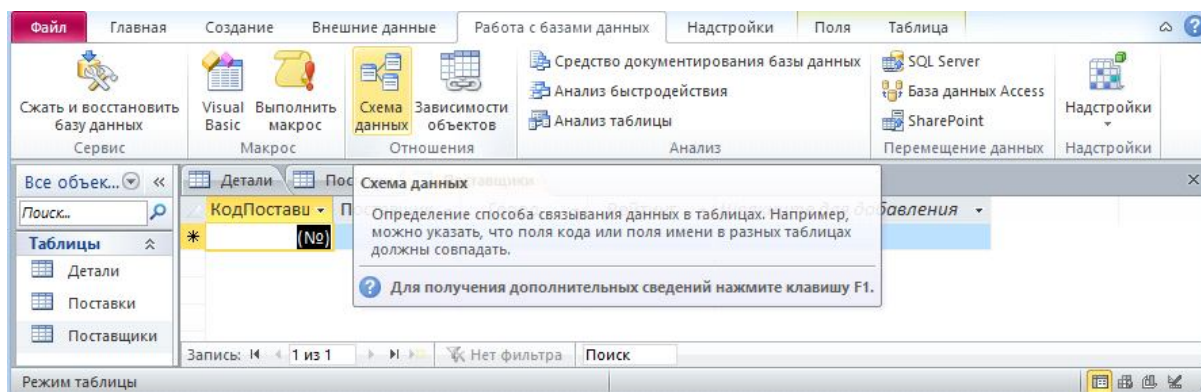 Файл Главная Создание Внешние данные Работа с базами данных Надстройки Поля Таблица
Сжать и восстановить
базу данных
Сервис
Visual
Basic
Выполнить
макрос
Макрос
Схема
данных
Зависимости
объектов
Отношения
Средство документирования базы данных
Анализ быстродействия
Анализ таблицы
Анализ
SQL Server
База данных Access
SharePoint
Перемещение данных
Надстройки
Надстройки
Все объек...
Поиск...
Таблицы
Детали
Поставки
Поставщики
Детали Пос
КодПоставщ
(№)
Схема данных
Определение способа связывания данных в таблицах. Например,
можно указать, что поля кода или поля имени в разных таблицах
должны совпадать.
Для получения дополнительных сведений нажмите клавишу F1.
Запись: 1 из 1 Нет фильтра Поиск
Режим таблицы